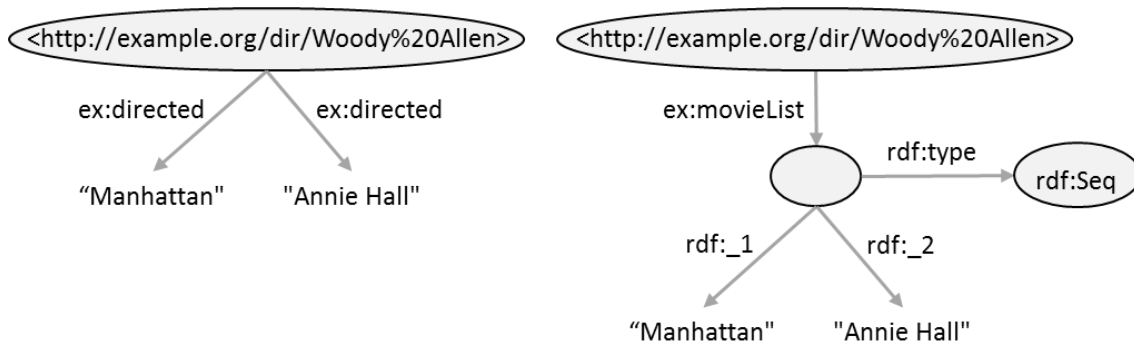 <http://example.org/dir/Woody%20Allen>
ex:directed ex:directed
“Manhattan" "Annie Hall"
<http://example.org/dir/Woody%20Allen>
ex:movieList
rdf:type
rdf:Seq
rdf:_1 rdf:_2
“Manhattan" "Annie Hall"